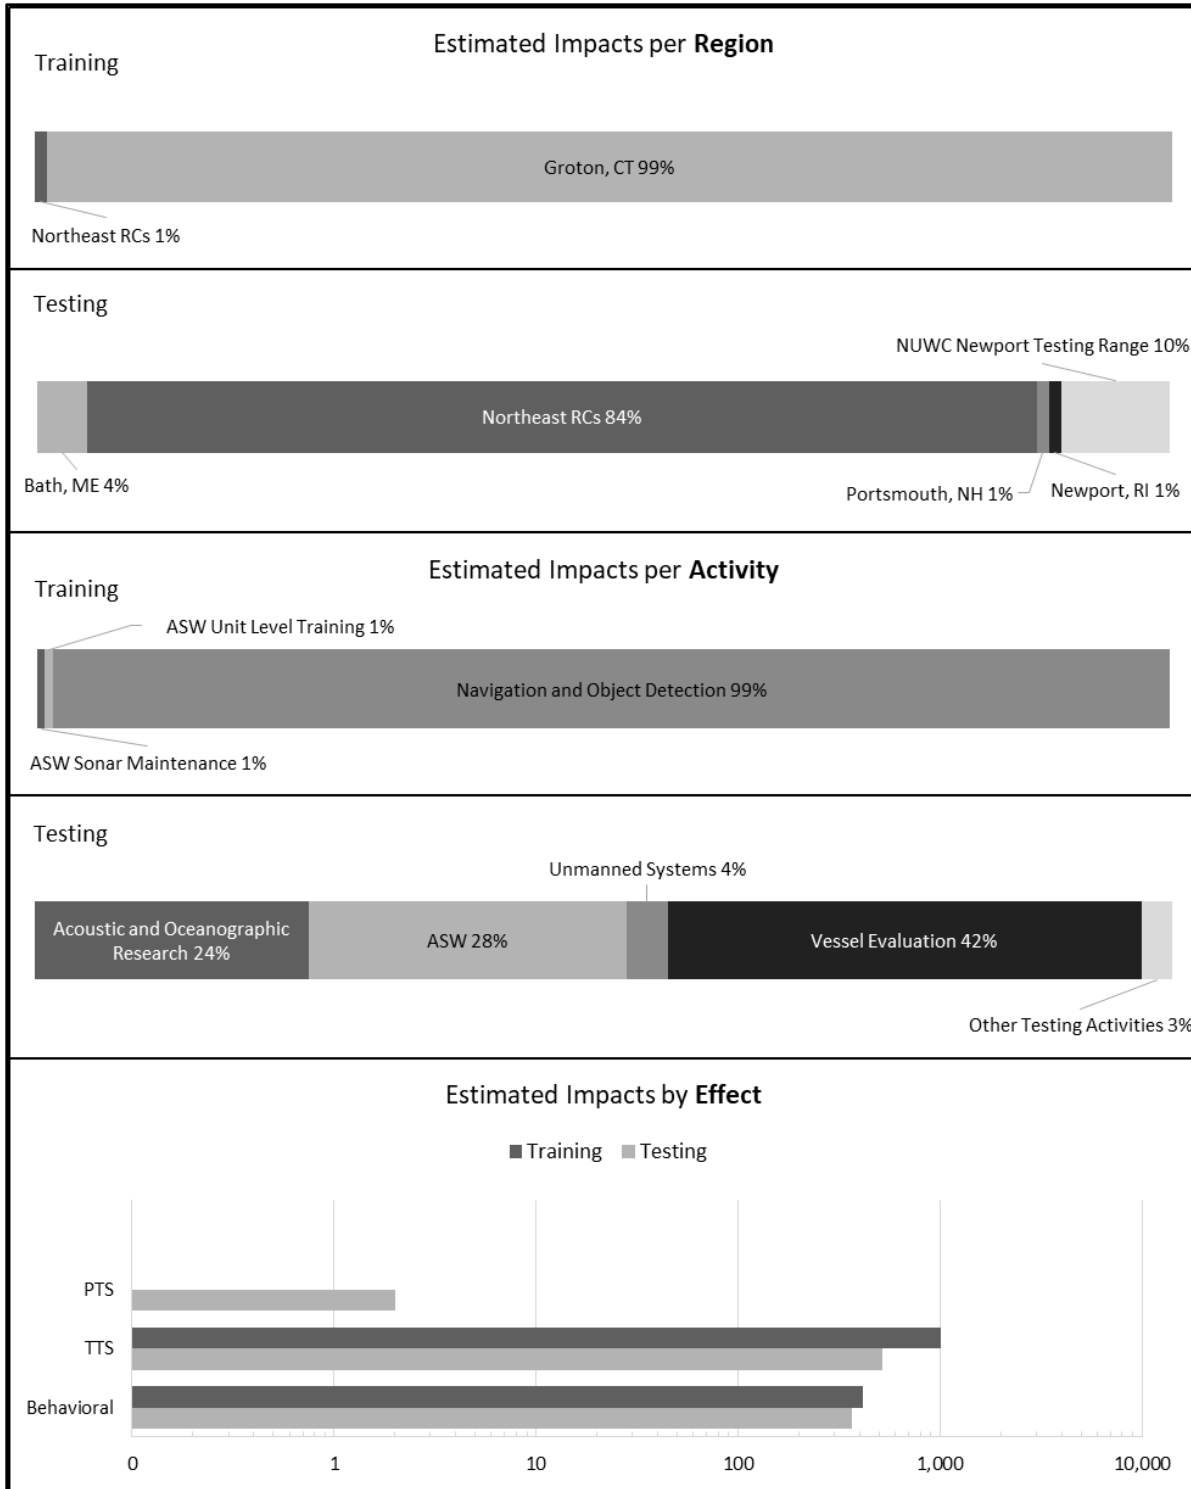 Estimated Impacts per Region
Training
Groton, CT 99%
Northeast RCs 1%
Testing
NUWC Newport Testing Range 10%
Northeast RCs 84%
Bath, ME 4%
Portsmouth, NH 1%
Newport, RI 1%
Estimated Impacts per Activity
Training
ASW Unit Level Training 1%
Navigation and Object Detection 99%
ASW Sonar Maintenance 1%
Testing
Unmanned Systems 4%
Acoustic and Oceanographic
Research 24%
ASW 28%
Vessel Evaluation 42%
Other Testing Activities 3%
Estimated Impacts by Effect
Training Testing
PTS
TTS
Behavioral
0 1 10 100 1,000 10,000